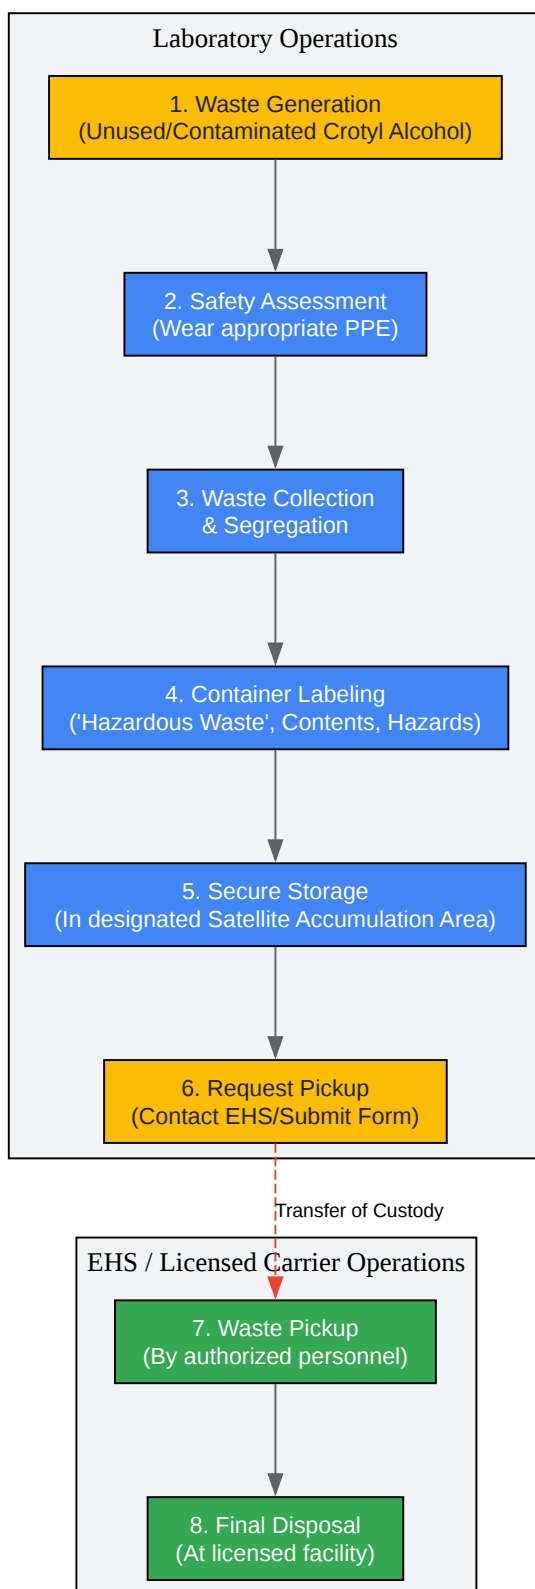 Laboratory Operations
1. Waste Generation
(Unused/Contaminated Crotyl Alcohol)
2. Safety Assessment
(Wear appropriate PPE)
3. Waste Collection
& Segregation
4. Container Labeling
('Hazardous Waste', Contents, Hazards)
5. Secure Storage
(In designated Satellite Accumulation Area)
6. Request Pickup
(Contact EHS/Submit Form)
Transfer of Custody
EHS / Licensed Carrier Operations
7. Waste Pickup
(By authorized personnel)
8. Final Disposal
(At licensed facility)